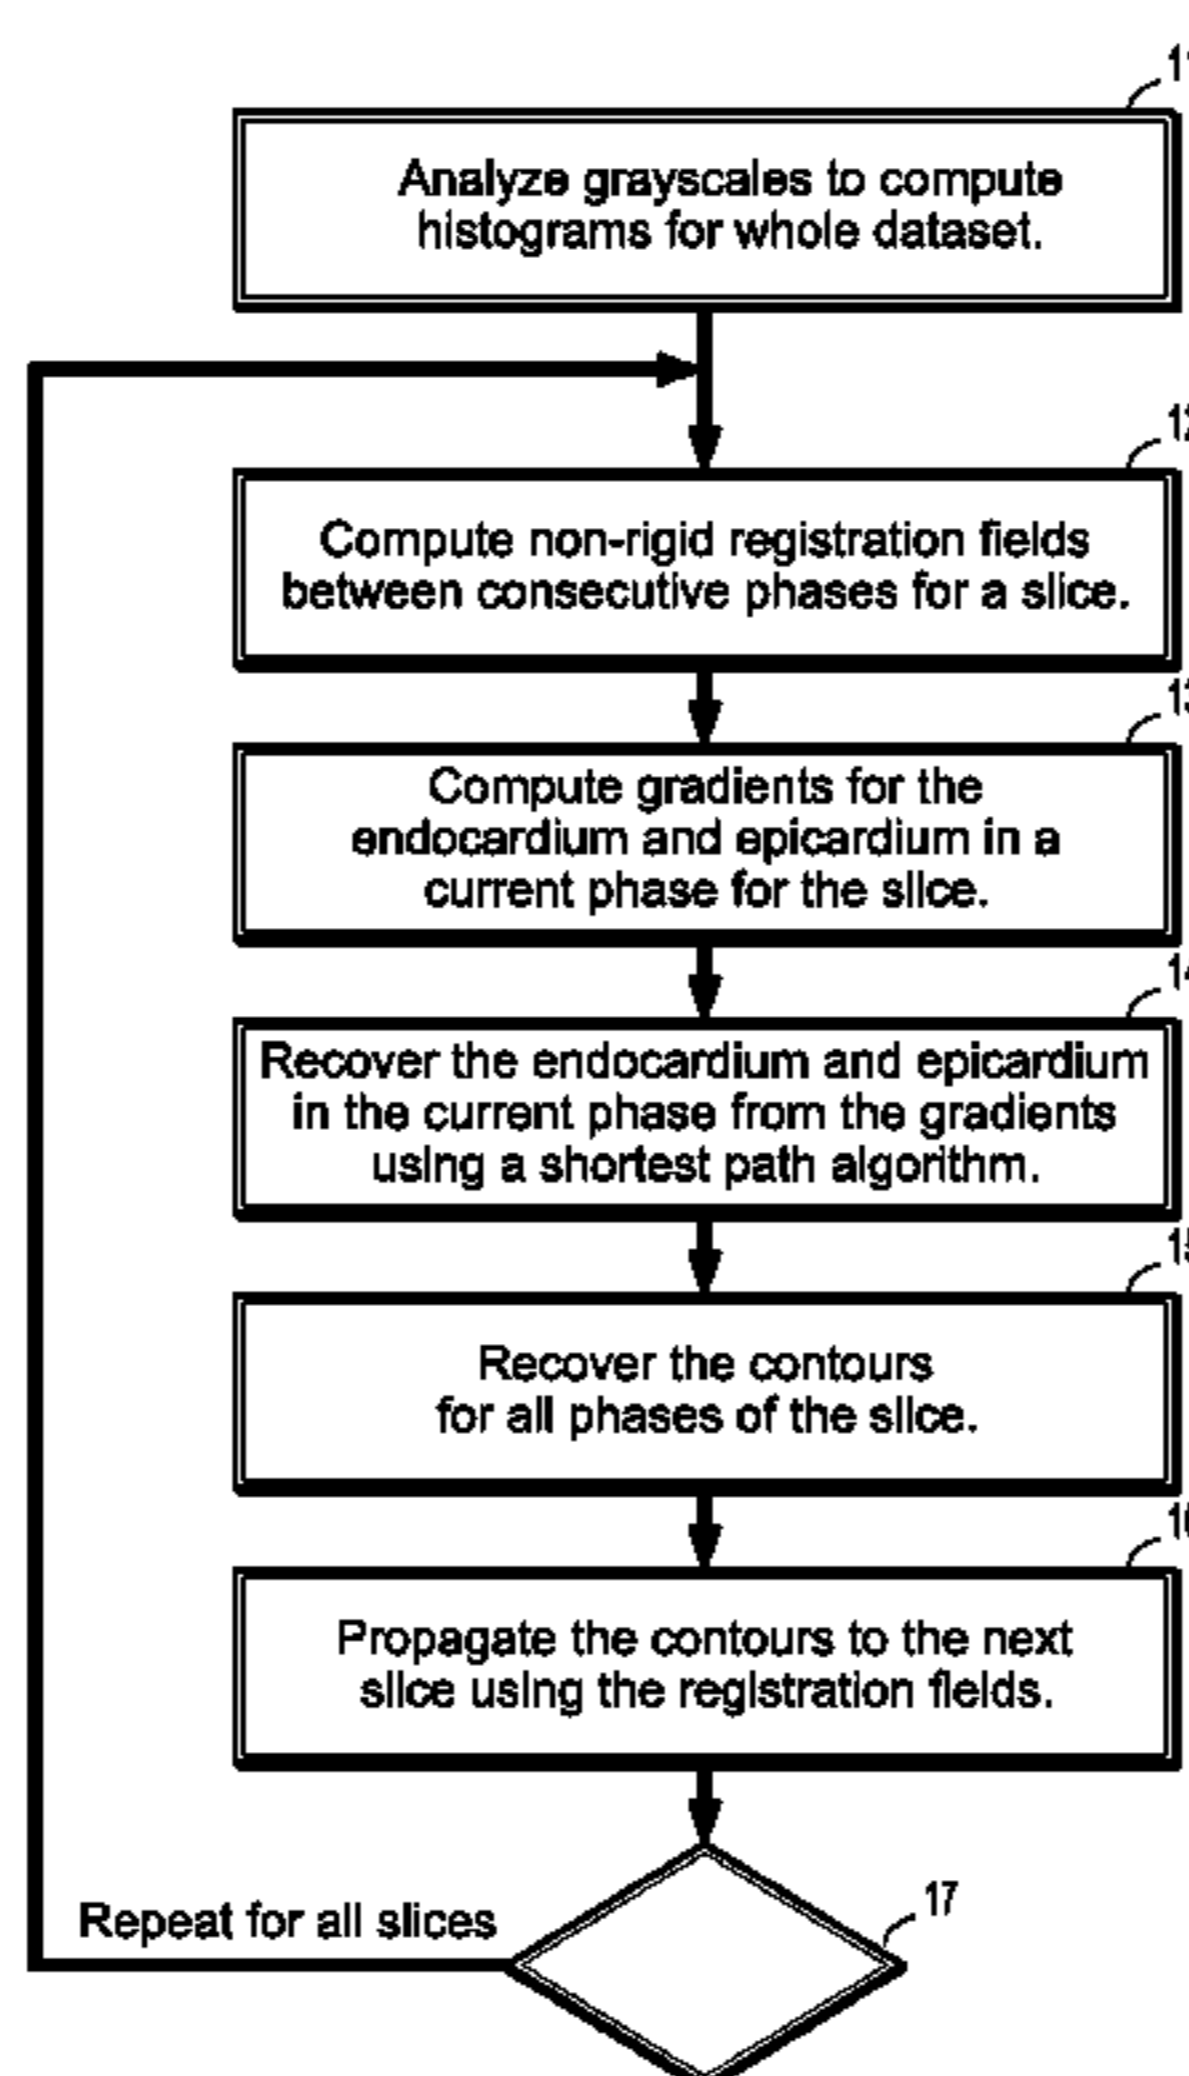 Analyze grayscales to compute
histograms for whole dataset.
Compute non-rigid registration fields
between consecutive phases for a slice.
Compute gradients for the
endocardium and epicardium in a
current phase for the slice.
Recover the endocardium and epicardium
in the current phase from the gradients
using a shortest path algorithm.
Recover the contours
for all phases of the slice.
Propagate the contours to the next
slice using the registration fields.
17
Repeat for all slices